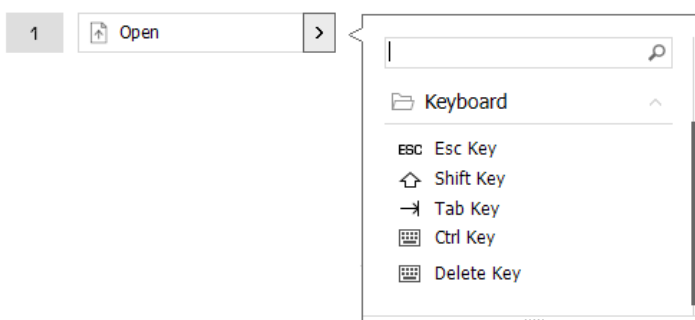 1 Open >
Keyboard
ESC Esc Key
Shift Key
Tab Key
Ctrl Key
Delete Key